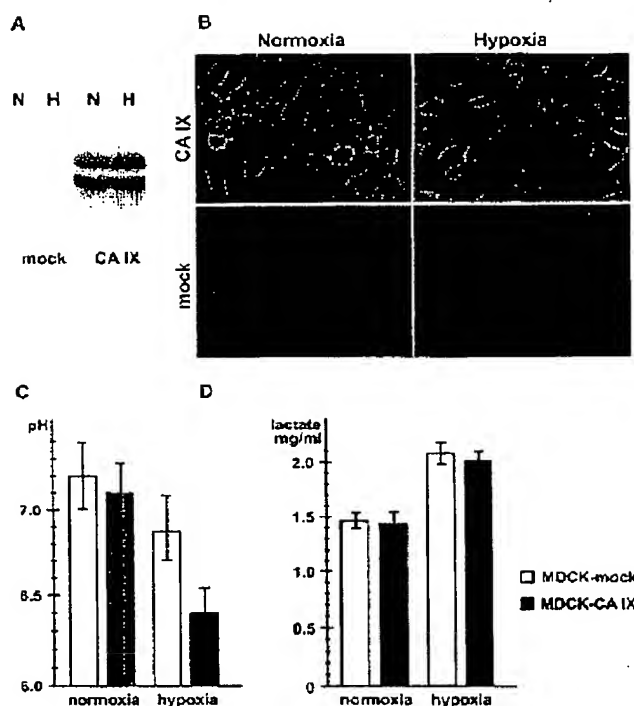 A
B
Normoxia Hypoxia
N H N H
CA IX
mock
mock CA IX
C
D
pH
lactate
mg/ml
7.0
6.5
6.0
2.0
1.5
1.0
0.5
0
MDCK-mock
MDCK-CA IX
normoxia hypoxia
normoxia hypoxia